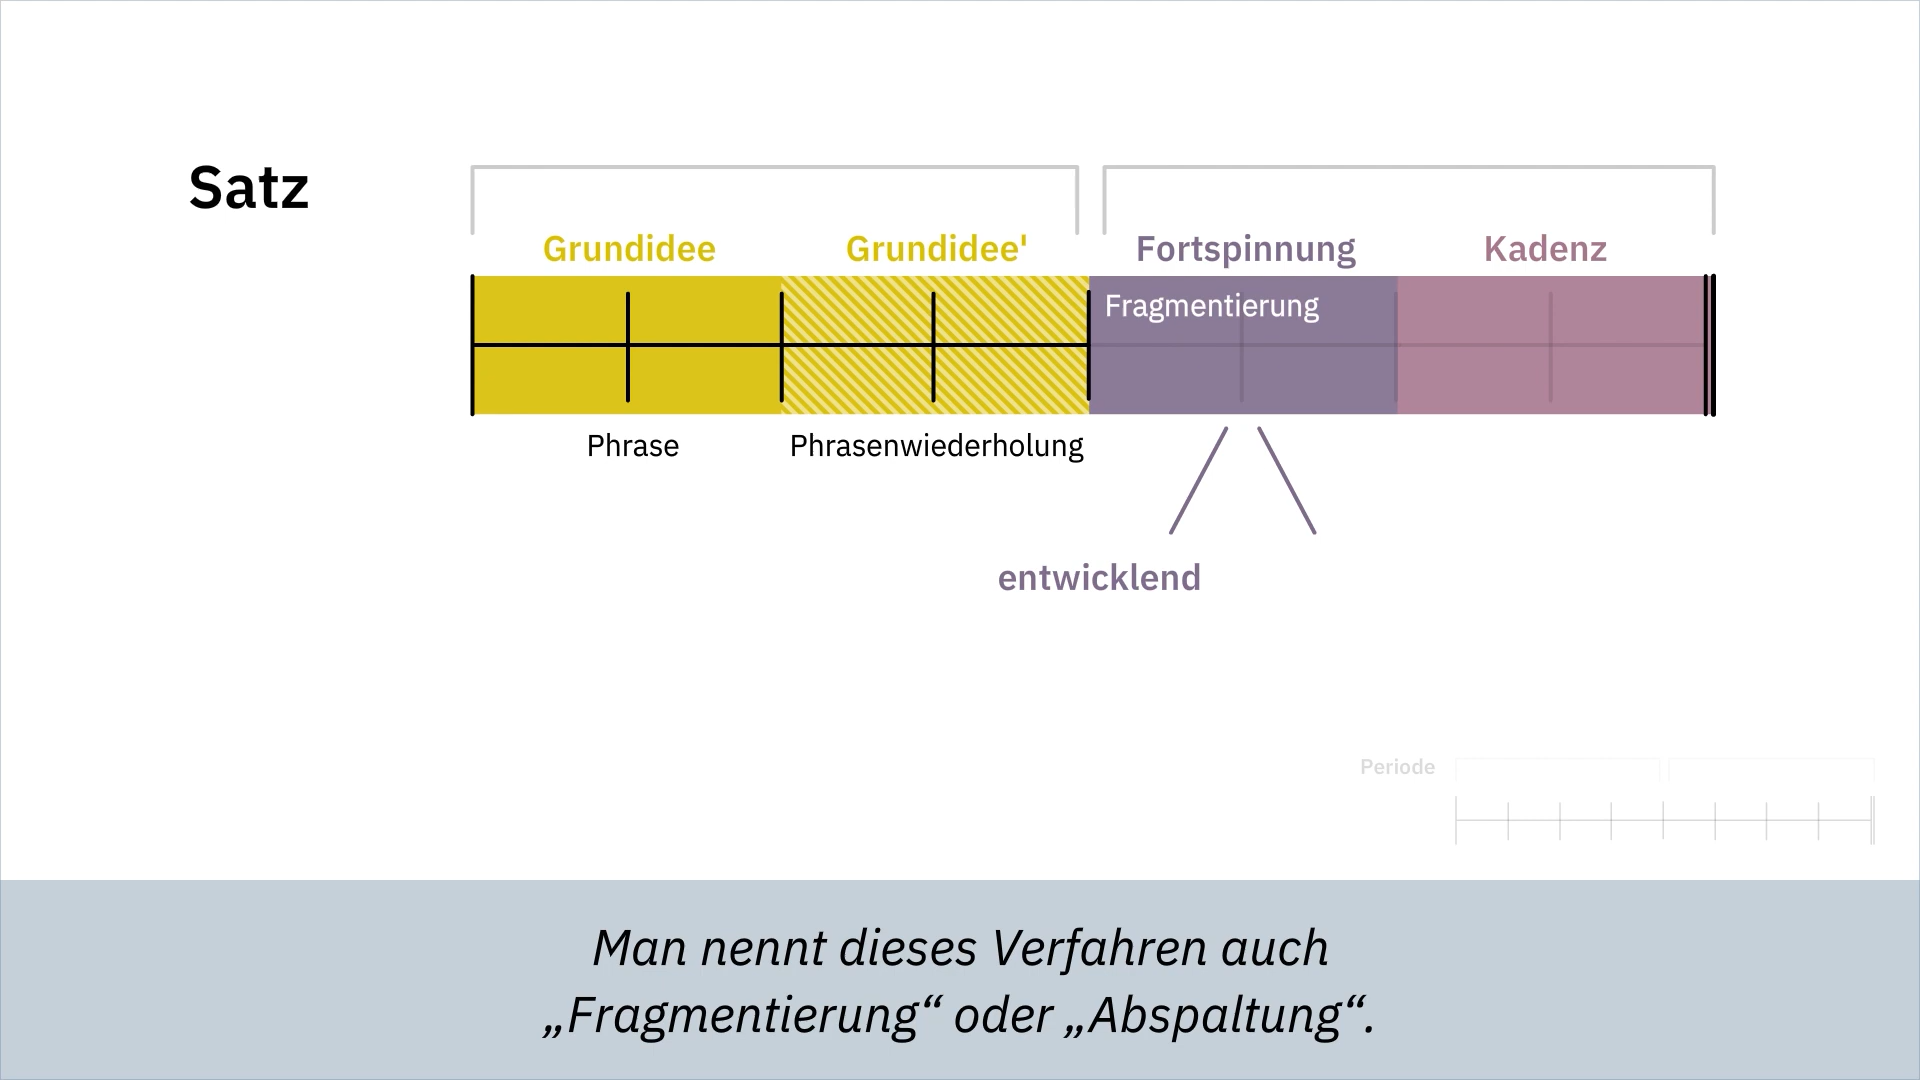 Satz
Grundidee
Grundidee'
Fortspinnung
Kadenz
Fragmentierung
Phrase
Phrasenwiederholung
entwicklend
Periode
Man nennt dieses Verfahren auch
„Fragmentierung“ oder „Abspaltung“.